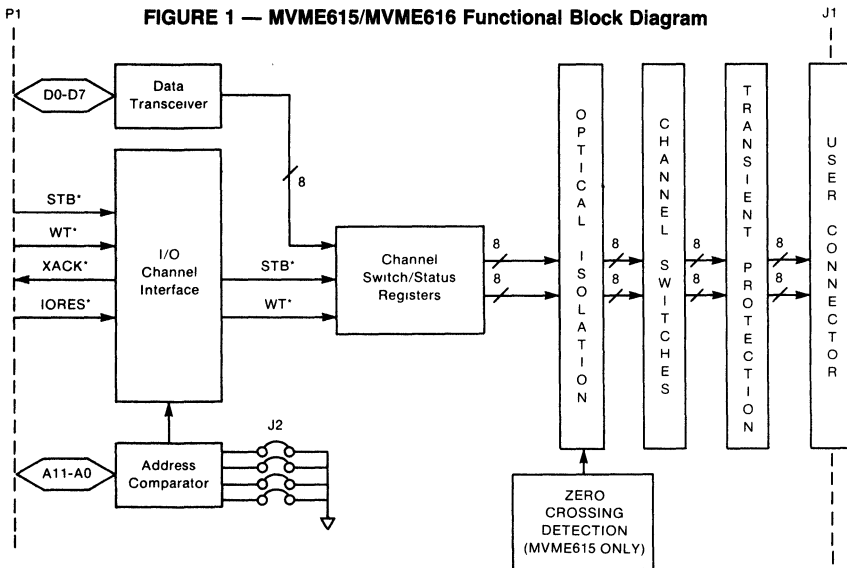 P1
FIGURE 1 — MVME615/MVME616 Functional Block Diagram
J1
D0-D7
Data
Transceiver
8
STB*
WT*
XACK*
IORES*
I/O
Channel
Interface
STB*
WT*
Channel
Switch/Status
Registers
8
8
OPTICAL ISOLATION
8
8
CHANNEL SWITCHES
8
8
TRANSIENT PROTECTION
8
8
USER CONNECTOR
A11-A0
Address
Comparator
J2
ZERO
CROSSING
DETECTION
(MVME615 ONLY)